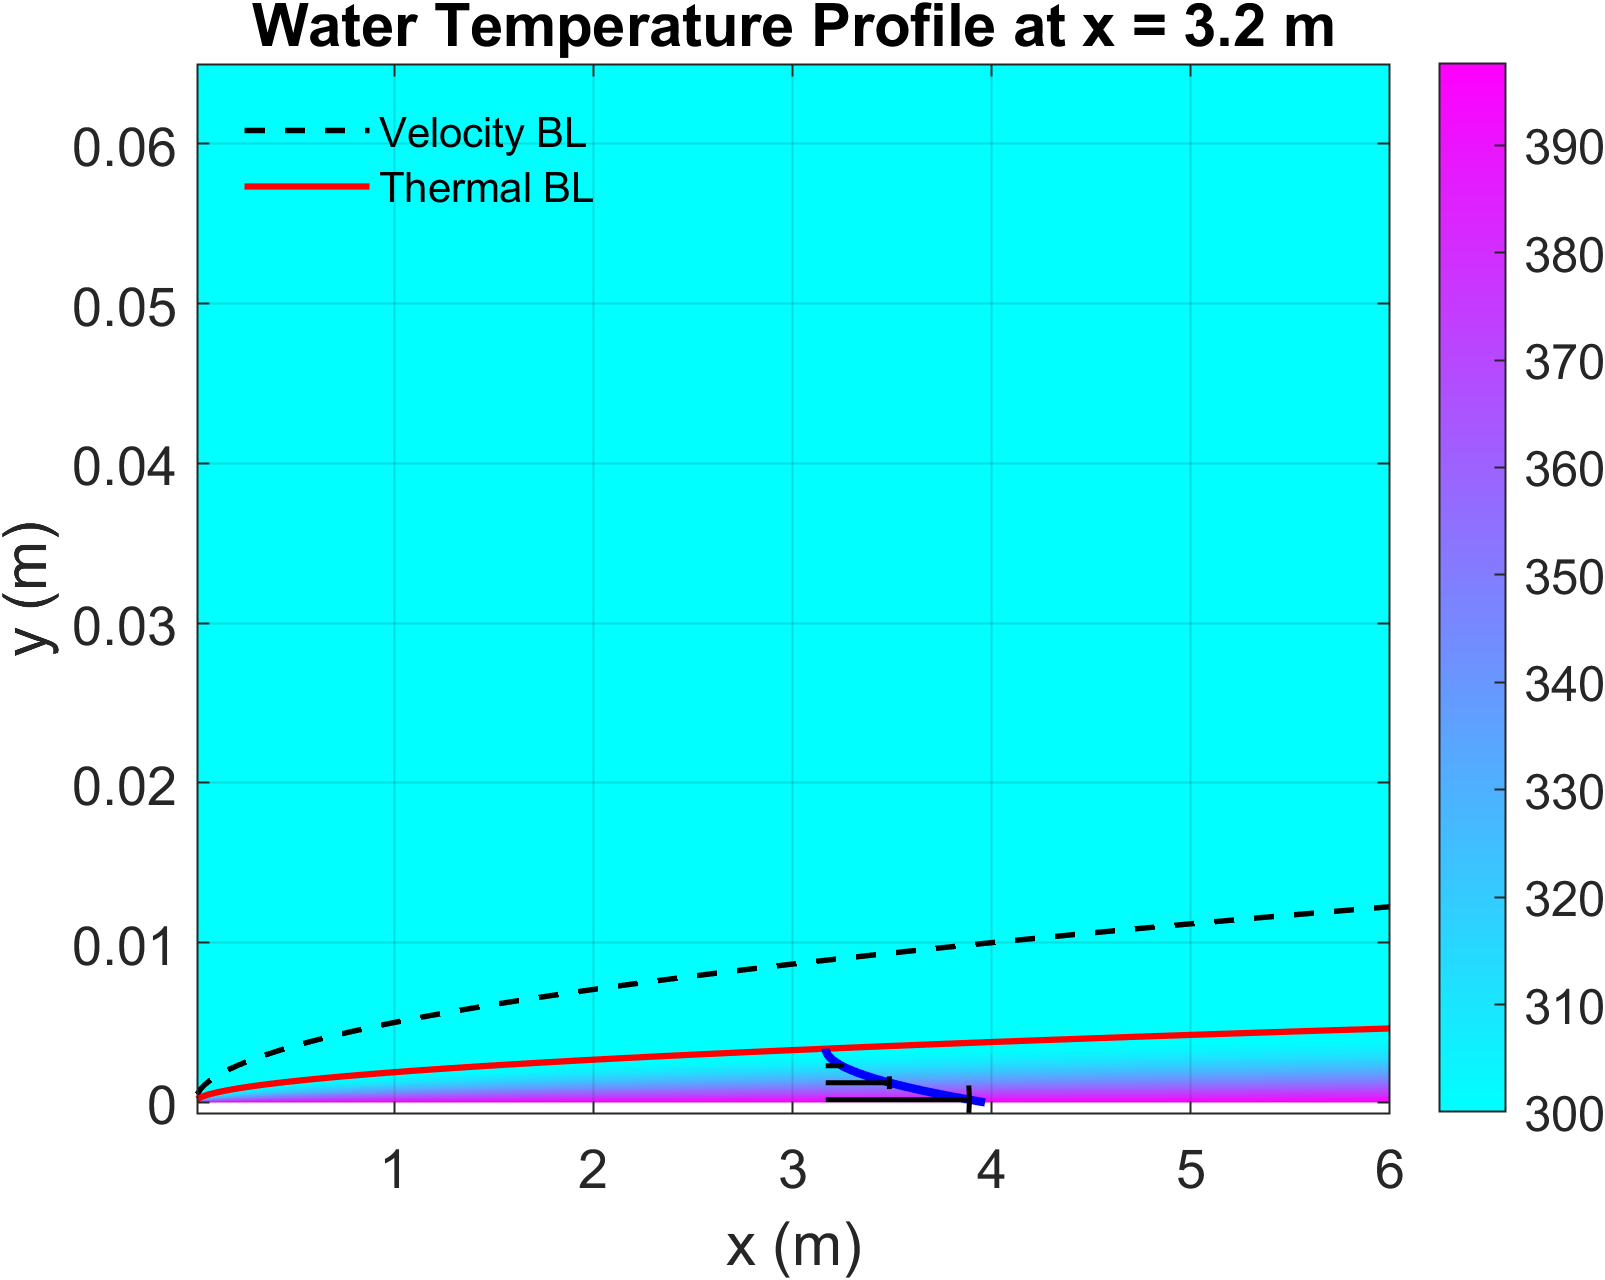 Water Temperature Profile at x = 3.2 m
Velocity BL
Thermal BL
y (m)
0.06
0.05
0.04
0.03
0.02
0.01
0
1 2 3 4 5 6
x (m)
390
380
370
360
350
340
330
320
310
300